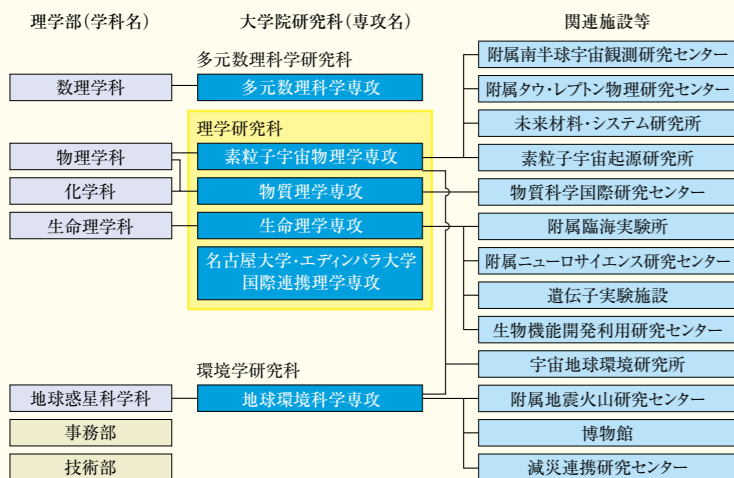 理学部(学科名)
大学院研究科(専攻名)
関連施設等
多元数理科学研究科
数理学科
多元数理科学専攻
理学研究科
物理学科
素粒子宇宙物理学専攻
化学科
物質理学専攻
生命理学科
生命理学専攻
名古屋大学・エディンバラ大学
国際連携理学専攻
環境学研究科
地球惑星科学科
地球環境科学専攻
事務部
技術部
附属南半球宇宙観測研究センター
附属タウ・レプトン物理研究センター
未来材料・システム研究所
素粒子宇宙起源研究所
物質科学国際研究センター
附属臨海実験所
附属ニューロサイエンス研究センター
遺伝子実験施設
生物機能開発利用研究センター
宇宙地球環境研究所
附属地震火山研究センター
博物館
減災連携研究センター